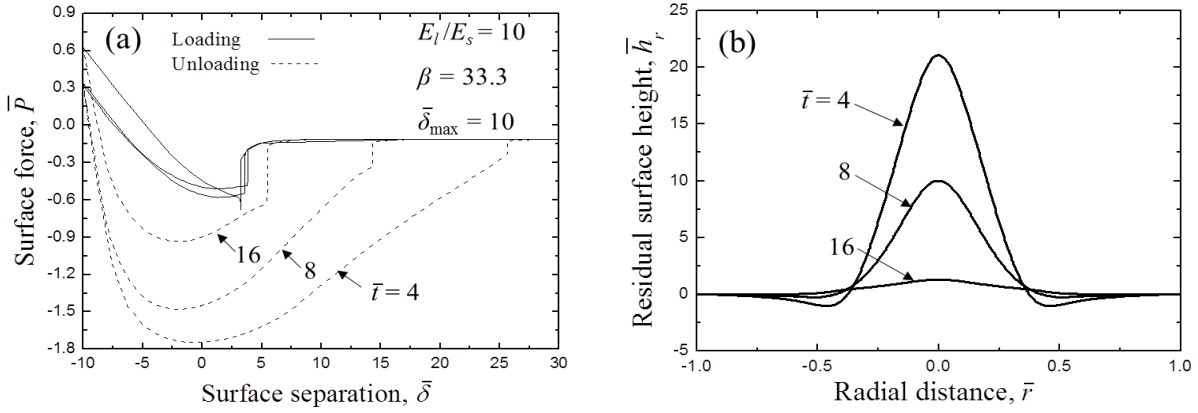 (a)
Loading
Unloading
E_l/E_s = 10
β = 33.3
δ̄_max = 10
0.9
0.6
0.3
0.0
-0.3
-0.6
-0.9
-1.2
-1.5
-1.8
Surface force, P̄
16
8
t̄ = 4
-10 -5 0 5 10 15 20 25 30
Surface separation, δ̄
(b)
25
20
15
10
5
0
-5
Residual surface height, h̄_r
t̄ = 4
8
16
-1.0 -0.5 0.0 0.5 1.0
Radial distance, r̄